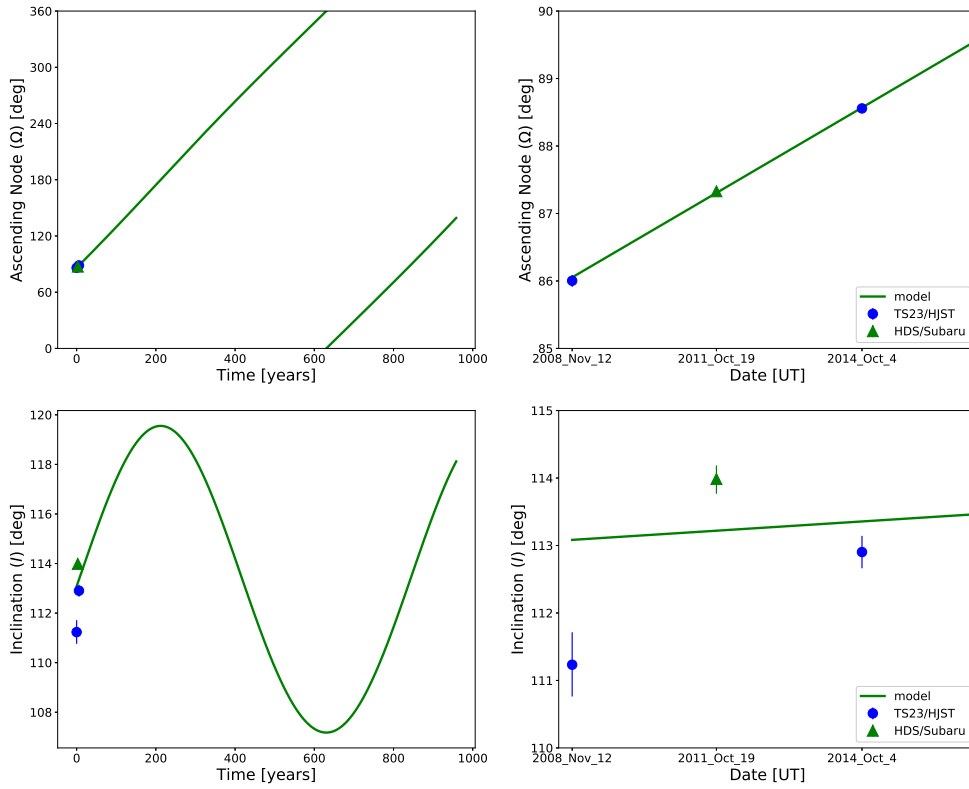 360
300
240
180
120
60
0
Ascending Node (Ω) [deg]
0
200
400
600
800
1000
Time [years]
90
89
88
87
86
85
Ascending Node (Ω) [deg]
model
TS23/HJST
HDS/Subaru
2008_Nov_12
2011_Oct_19
2014_Oct_4
Date [UT]
120
118
116
114
112
110
108
Inclination (I) [deg]
0
200
400
600
800
1000
Time [years]
115
114
113
112
111
110
Inclination (I) [deg]
model
TS23/HJST
HDS/Subaru
2008_Nov_12
2011_Oct_19
2014_Oct_4
Date [UT]